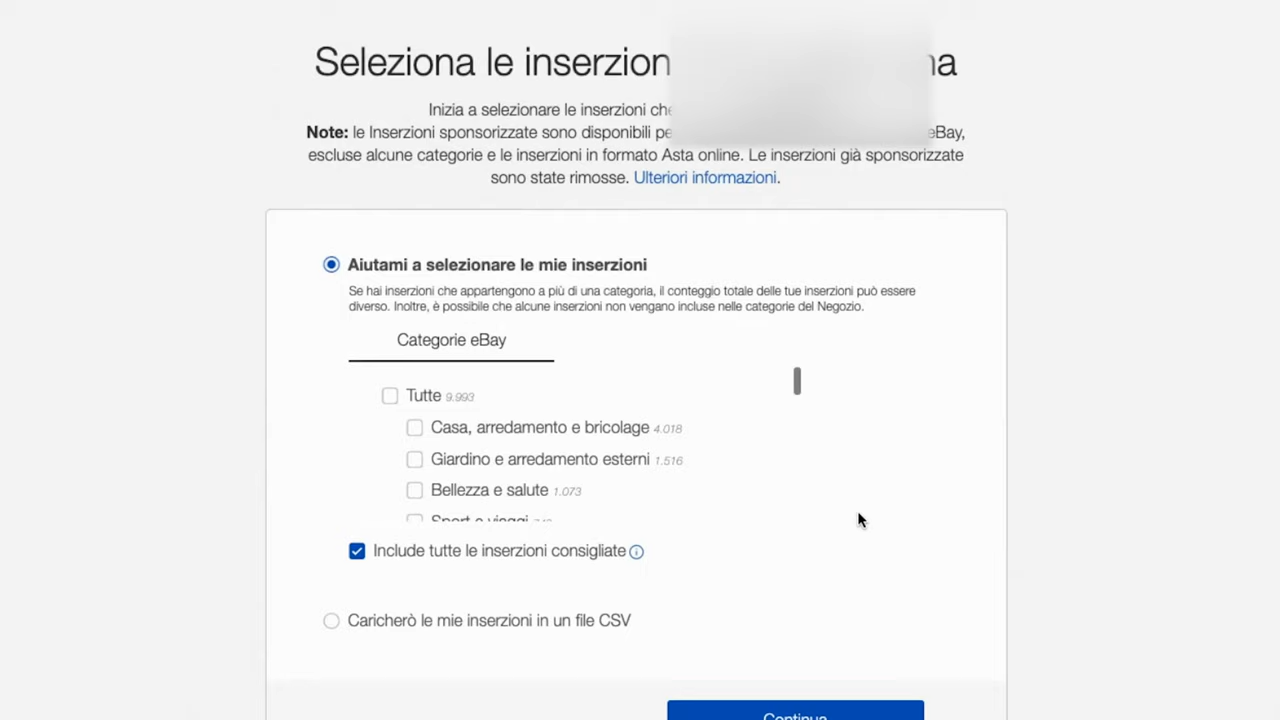 Seleziona le
Inizia a selezionare le inserzioni
Note: le Inserzioni sponsorizzate sono disponibili eBay,
escluse alcune categorie e le inserzioni in formato Asta online. Le inserzioni già sponsorizzate
sono state rimosse. Ulteriori informazioni.
Aiutami a selezionare le mie inserzioni
Se hai inserzioni che appartengono a più di una categoria, il conteggio totale delle tue inserzioni può essere
diverso. Inoltre, è possibile che alcune inserzioni non vengano incluse nelle categorie del Negozio.
Categorie eBay
Tutte 9.993
Casa, arredamento e bricolage 4.018
Giardino e arredamento esterni 1.516
Bellezza e salute 1.073
Sport e viaggi
Include tutte le inserzioni consigliate
Caricherò le mie inserzioni in un file CSV
Continua